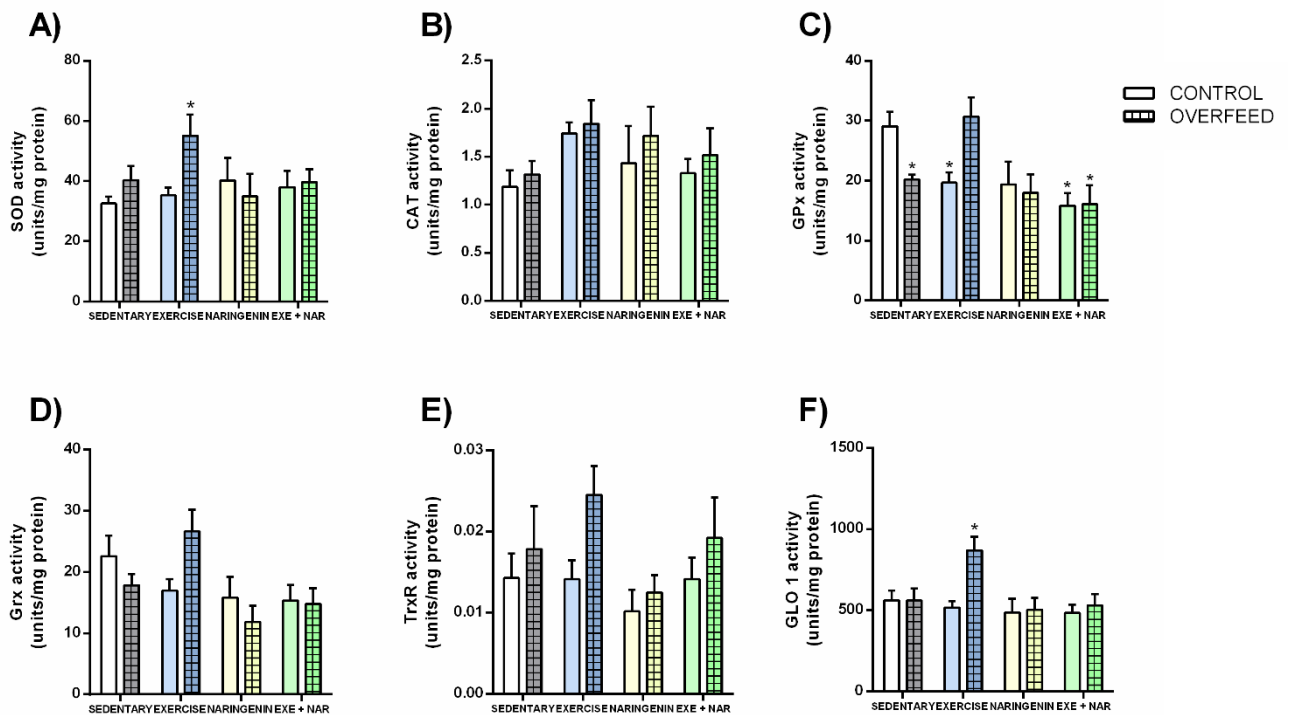 A)
SOD activity
(units/mg protein)
80
60
40
20
0
*
SEDENTARY EXERCISE NARINGENIN EXE + NAR
B)
CAT activity
(units/mg protein)
2.5
2.0
1.5
1.0
0.5
0.0
SEDENTARY EXERCISE NARINGENIN EXE + NAR
C)
GPx activity
(units/mg protein)
40
30
20
10
0
* * * *
SEDENTARY EXERCISE NARINGENIN EXE + NAR
CONTROL
OVERFEED
D)
Grx activity
(units/mg protein)
40
30
20
10
0
SEDENTARY EXERCISE NARINGENIN EXE + NAR
E)
TrxR activity
(units/mg protein)
0.03
0.02
0.01
0.00
SEDENTARY EXERCISE NARINGENIN EXE + NAR
F)
GLO 1 activity
(units/mg protein)
1500
1000
500
0
*
SEDENTARY EXERCISE NARINGENIN EXE + NAR